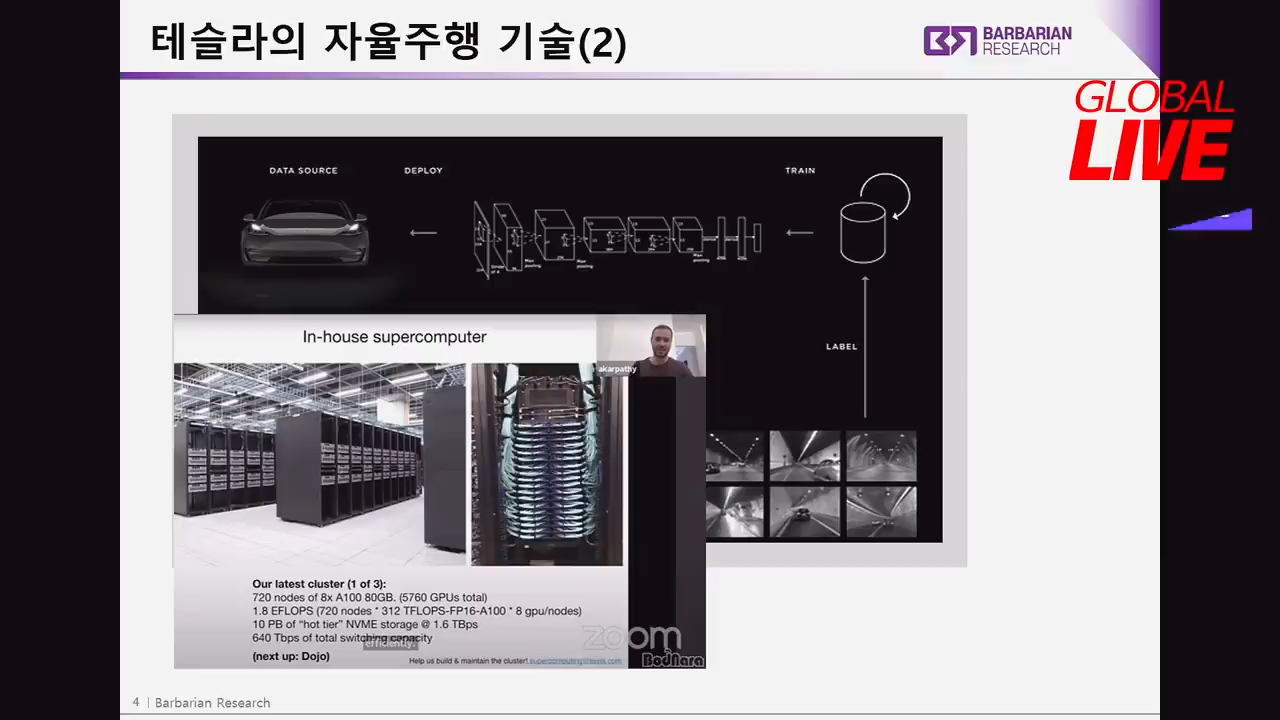 테슬라의 자율주행 기술(2)
BARBARIAN
RESEARCH
GLOBAL
LIVE
DATA SOURCE
DEPLOY
TRAIN
LABEL
In-house supercomputer
akarpathy
Our latest cluster (1 of 3):
720 nodes of 8x A100 80GB. (5760 GPUs total)
1.8 EFLOPS (720 nodes * 312 TFLOPS-FP16-A100 * 8 gpu/nodes)
10 PB of "hot tier" NVME storage @ 1.6 TBps
640 Tbps of total switching capacity
efficiently.
(next up: Dojo)
Help us build & maintain the cluster!
zoom
BodNara
4 | Barbarian Research